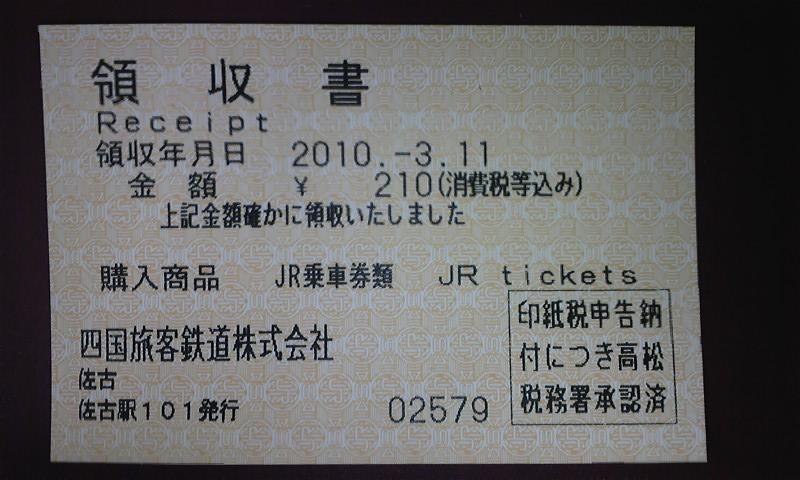 領収書
Receipt
領収年月日 2010.-3.11
金額 ¥ 210(消費税等込み)
上記金額確かに領収いたしました
購入商品 JR乗車券類 JR tickets
四国旅客鉄道株式会社
佐古
佐古駅101発行 02579
印紙税申告納
付につき高松
税務署承認済